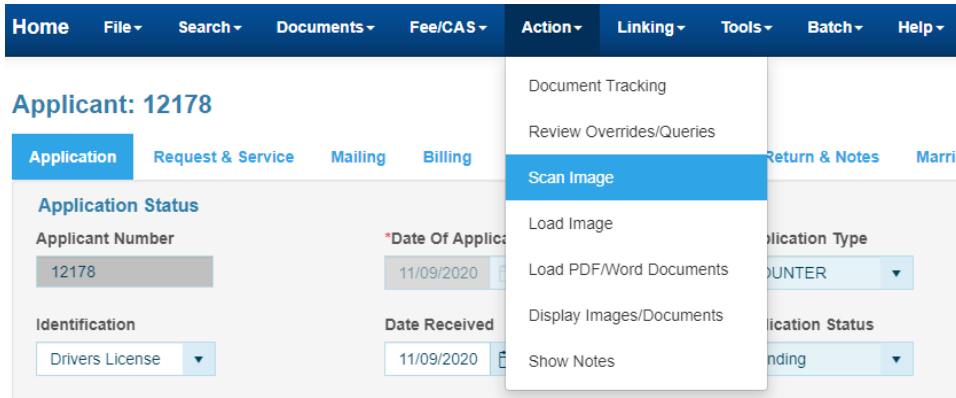 Home File Search Documents Fee/CAS Action Linking Tools Batch Help
Document Tracking
Applicant: 12178
Review Overrides/Queries
Application Request & Service Mailing Billing Return & Notes Marri
Scan Image
Application Status
Load Image
Applicant Number *Date Of Applica plication Type
12178 11/09/2020 OUNTER
Load PDF/Word Documents
Display Images/Documents
Identification Date Received lication Status
Drivers License 11/09/2020 nding
Show Notes